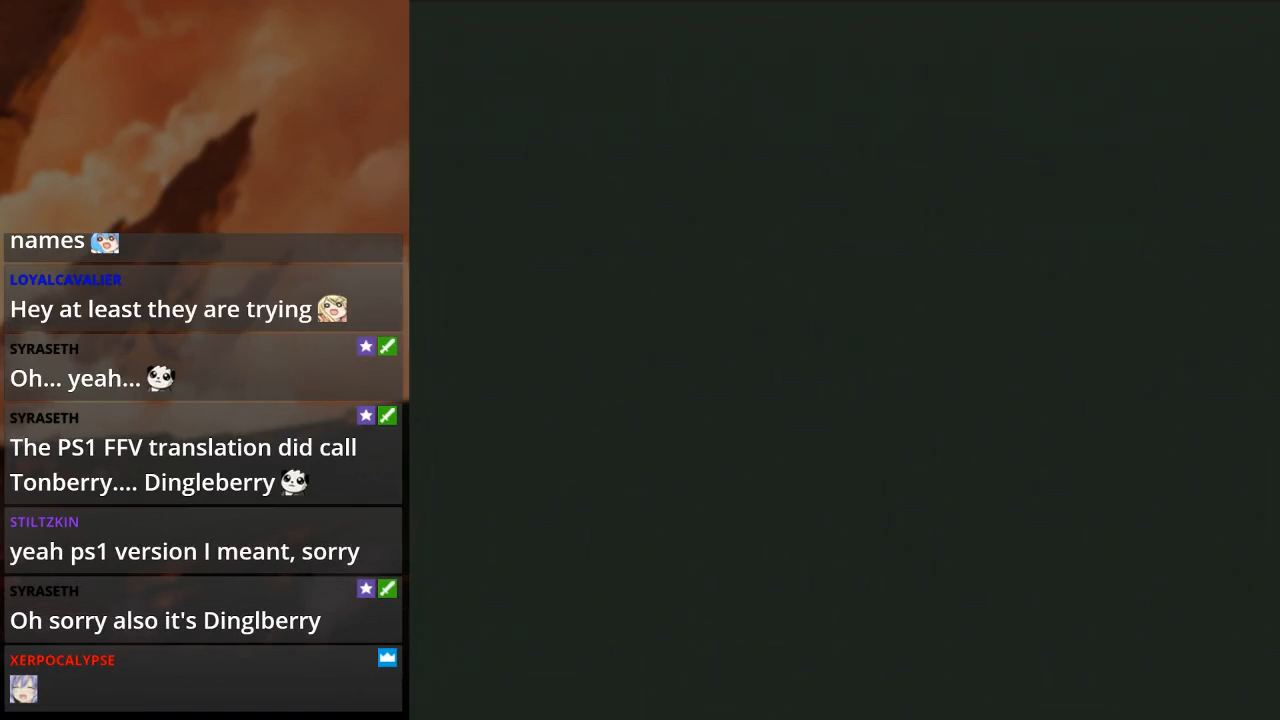 names
LOYALCAVALIER
Hey at least they are trying
SYRASETH
Oh... yeah...
SYRASETH
The PS1 FFV translation did call
Tonberry.... Dingleberry
STILTZKIN
yeah ps1 version I meant, sorry
SYRASETH
Oh sorry also it's Dinglberry
XERPOCALYPSE